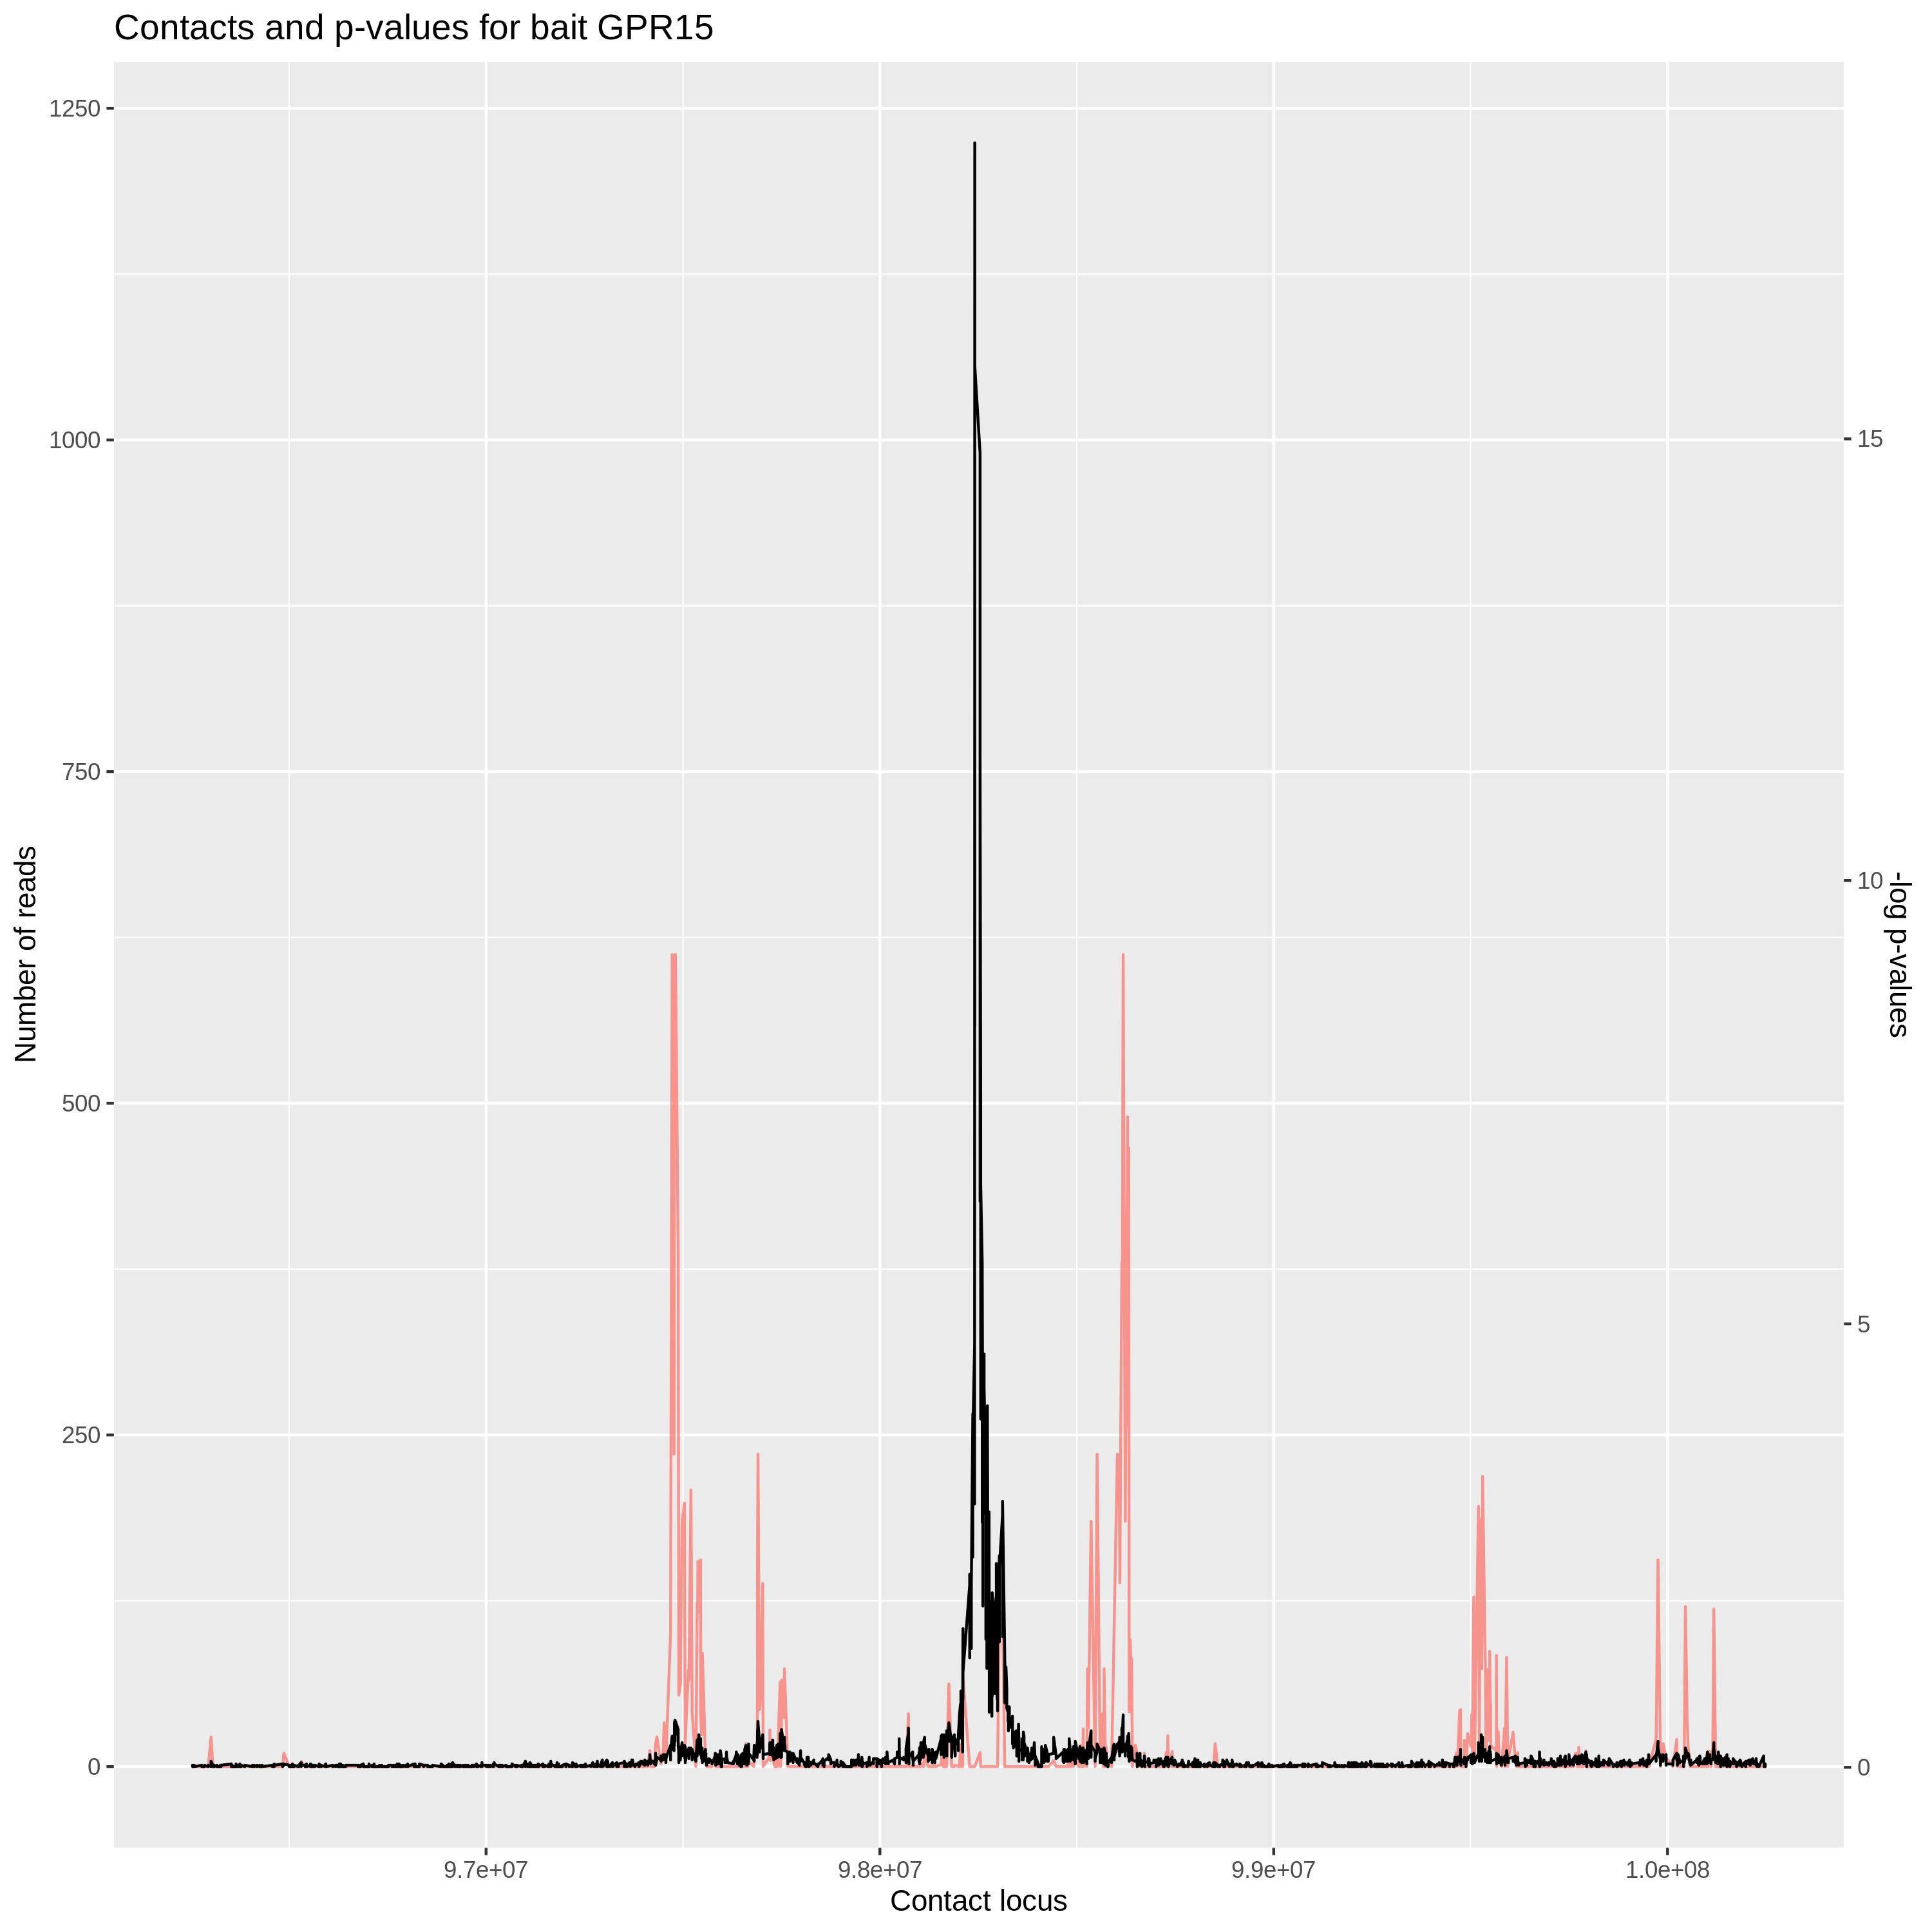 Contacts and p-values for bait GPR15
1250
1000
750
500
250
0
Number of reads
15
10
5
0
-log p-values
9.7e+07
9.8e+07
9.9e+07
1.0e+08
Contact locus